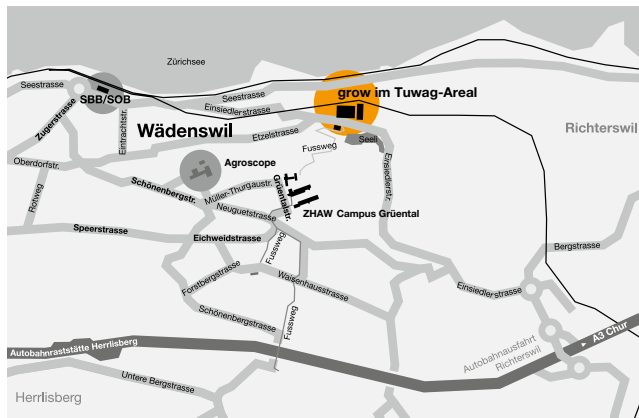 Zürichsee
Seestrasse
SBB/SOB
Seestrasse
grow im Tuwag-Areal
Zugerstrasse
Eintrachtstr.
Einsiedlerstrasse
Wädenswil
Etzelstrasse
Richterswil
Seeli
Fussweg
Oberdorfstr.
Agroscope
Einsiedlerstr.
Rotweg
Schönenbergstr.
Müller-Thurgaustr.
Grüentalstr.
Neuguetstrasse
ZHAW Campus Grüental
Speerstrasse
Eichweidstrasse
Fussweg
Bergstrasse
Forstbergstrasse
Waisenhausstrasse
Einsiedlerstrasse
Schönenbergstrasse
Fussweg
A3 Chur
Autobahnraststätte Herrlisberg
Autobahnausfahrt
Richterswil
Untere Bergstrasse
Herrlisberg